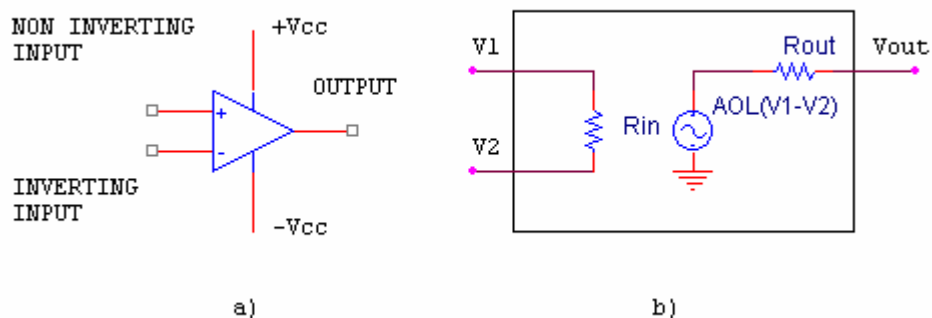 NON INVERTING
INPUT
+Vcc
OUTPUT
+
-
INVERTING
INPUT
-Vcc
a)
V1
V2
Rin
Rout
AOL(V1-V2)
Vout
b)